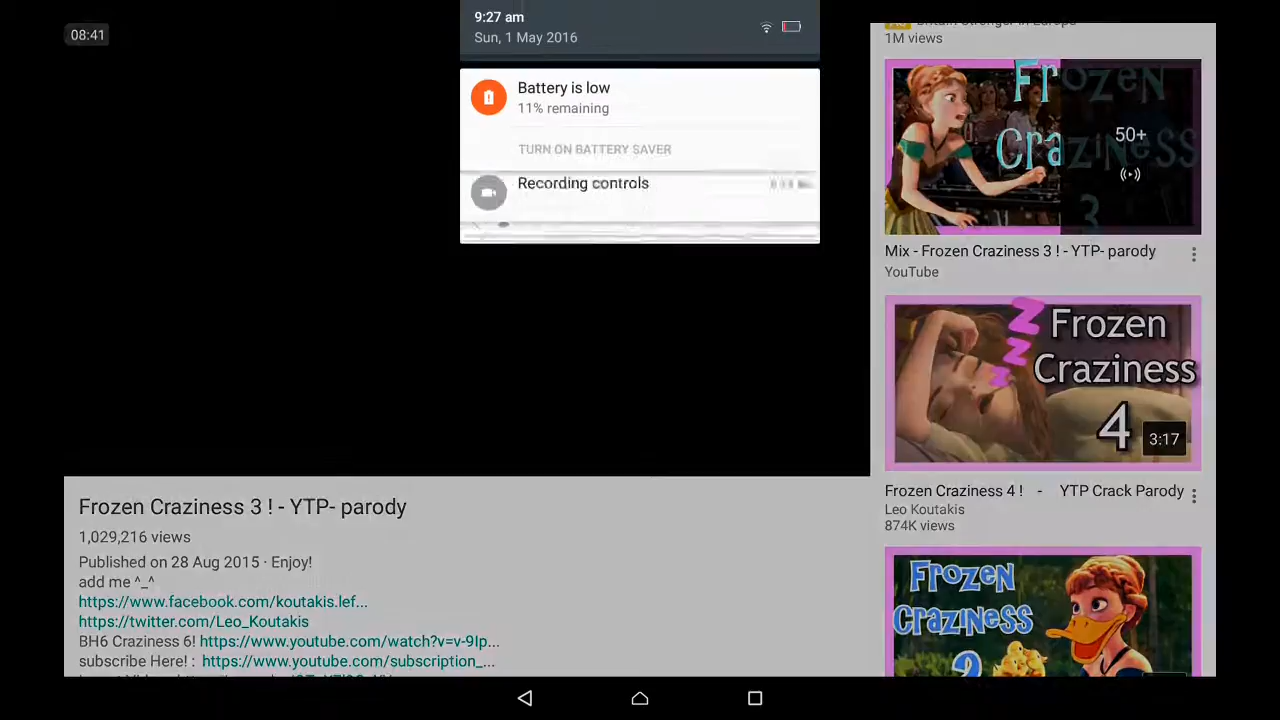 08:41
9:27 am
Sun, 1 May 2016
Battery is low
11% remaining
TURN ON BATTERY SAVER
Recording controls
Frozen Craziness 3 ! - YTP- parody
1,029,216 views
Published on 28 Aug 2015 · Enjoy!
add me ^_^
https://www.facebook.com/koutakis.lef...
https://twitter.com/Leo_Koutakis
BH6 Craziness 6! https://www.youtube.com/watch?v=v-9Ip...
subscribe Here! : https://www.youtube.com/subscription_...
1M views
Frozen
Craziness
3
50+
Mix - Frozen Craziness 3 ! - YTP- parody
YouTube
Z
Z
Z
Frozen
Craziness
4
3:17
Frozen Craziness 4 ! - YTP Crack Parody
Leo Koutakis
874K views
Frozen
Craziness
2